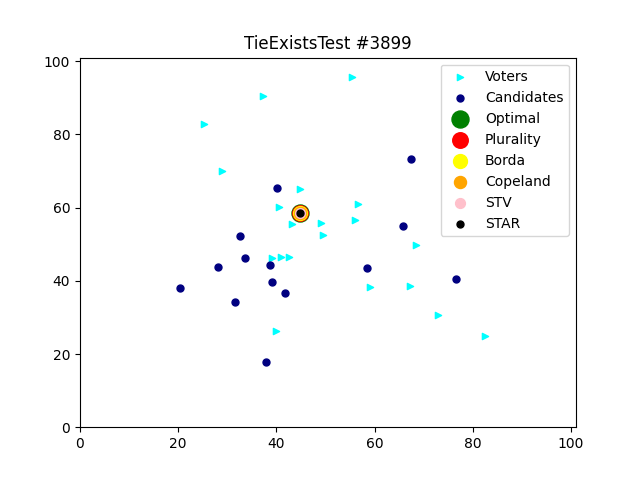 TieExistsTest #3899
Voters
Candidates
Optimal
Plurality
Borda
Copeland
STV
STAR
100
80
60
40
20
0
0 20 40 60 80 100